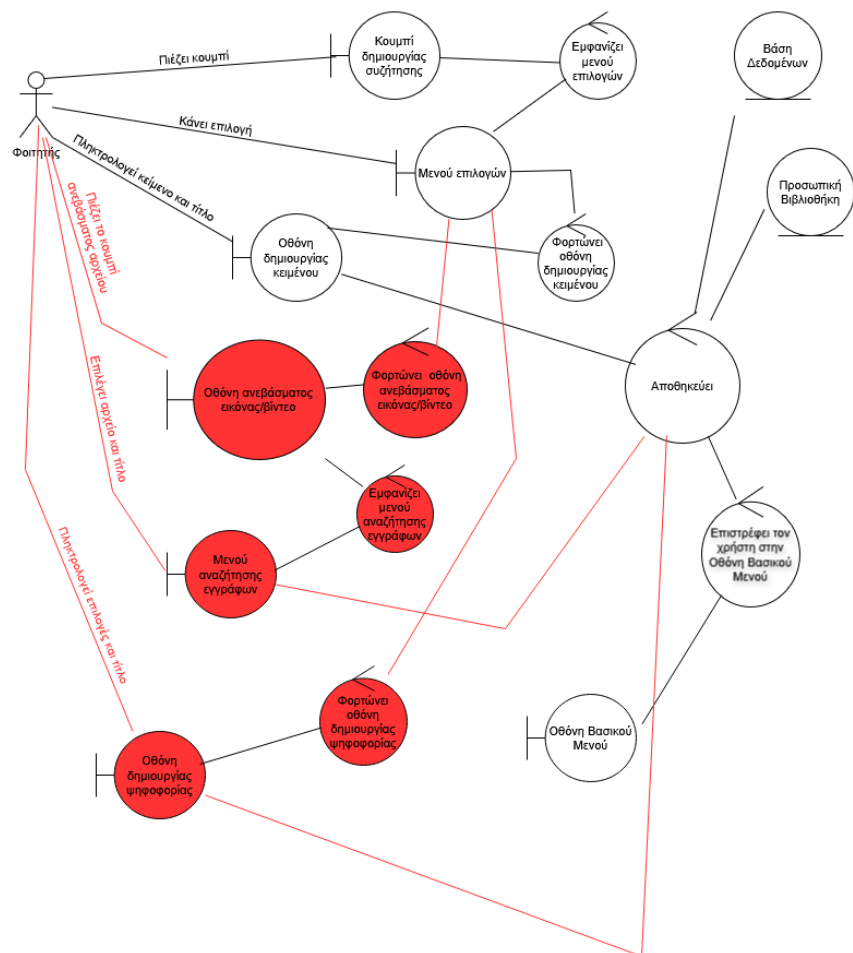 Πιέζει κουμπί
Κουμπί
δημιουργίας
συζήτησης
Εμφανίζει
μενού
επιλογών
Βάση
Δεδομένων
Φοιτητής
Κάνει επιλογή
Μενού επιλογών
Προσωπική
Βιβλιοθήκη
Πληκτρολογεί κείμενο και τίτλο
Οθόνη
δημιουργίας
κειμένου
Φορτώνει
οθόνη
δημιουργίας
κειμένου
Πιέζει το κουμπί
ανεβάσματος αρχείου
Οθόνη ανεβάσματος
εικόνας/βίντεο
Φορτώνει οθόνη
ανεβάσματος
εικόνας/βίντεο
Αποθηκεύει
Επιλέγει αρχείο και τίτλο
Εμφανίζει
μενού
αναζήτησης
εγγράφων
Μενού
αναζήτησης
εγγράφων
Επιστρέφει τον
χρήστη στην
Οθόνη Βασικού
Μενού
Πληκτρολογεί επιλογές και τίτλο
Φορτώνει
οθόνη
δημιουργίας
ψηφοφορίας
Οθόνη Βασικού
Μενού
Οθόνη
δημιουργίας
ψηφοφορίας